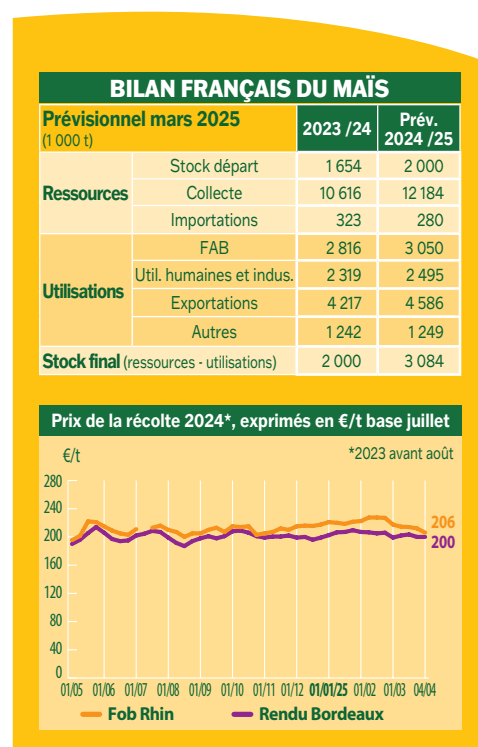 BILAN FRANÇAIS DU MAÏS
Prévisionnel mars 2025
(1 000 t)
2023 /24
Prév.
2024 /25
Ressources
Stock départ 1 654 2 000
Collecte 10 616 12 184
Importations 323 280
Utilisations
FAB 2 816 3 050
Util. humaines et indus. 2 319 2 495
Exportations 4 217 4 586
Autres 1 242 1 249
Stock final (ressources - utilisations) 2 000 3 084
Prix de la récolte 2024*, exprimés en €/t base juillet
€/t
*2023 avant août
280
240
200
160
120
80
40
0
206
200
01/05 01/06 01/07 01/08 01/09 01/10 01/11 01/12 01/01/25 01/02 01/03 04/04
Fob Rhin Rendu Bordeaux